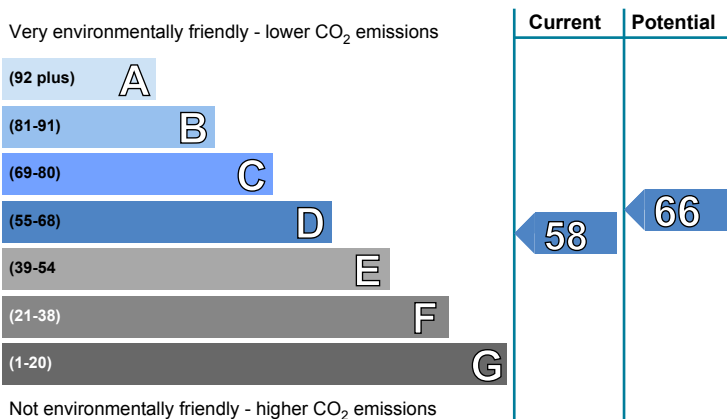 Current Potential
Very environmentally friendly - lower CO2 emissions
(92 plus) A
(81-91) B
(69-80) C
(55-68) D
(39-54 E
(21-38) F
(1-20) G
58
66
Not environmentally friendly - higher CO2 emissions